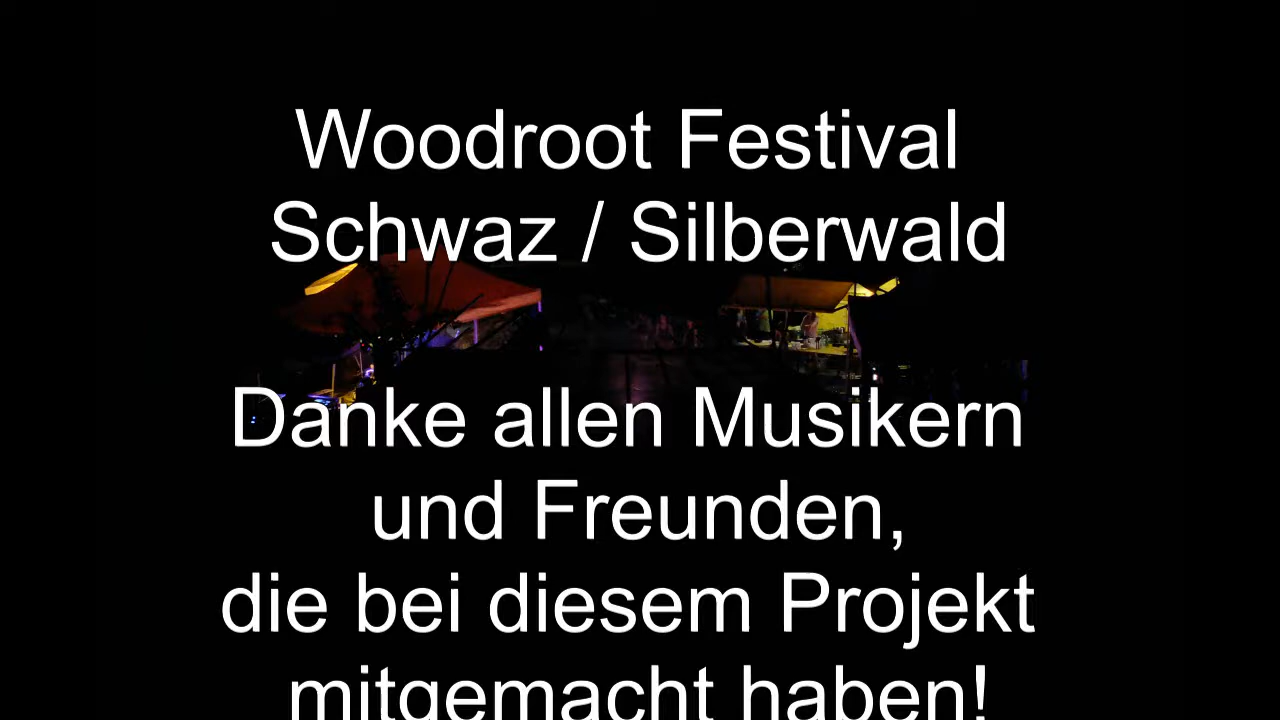 Woodroot Festival
Schwaz / Silberwald
Danke allen Musikern
und Freunden,
die bei diesem Projekt
mitgemacht haben!